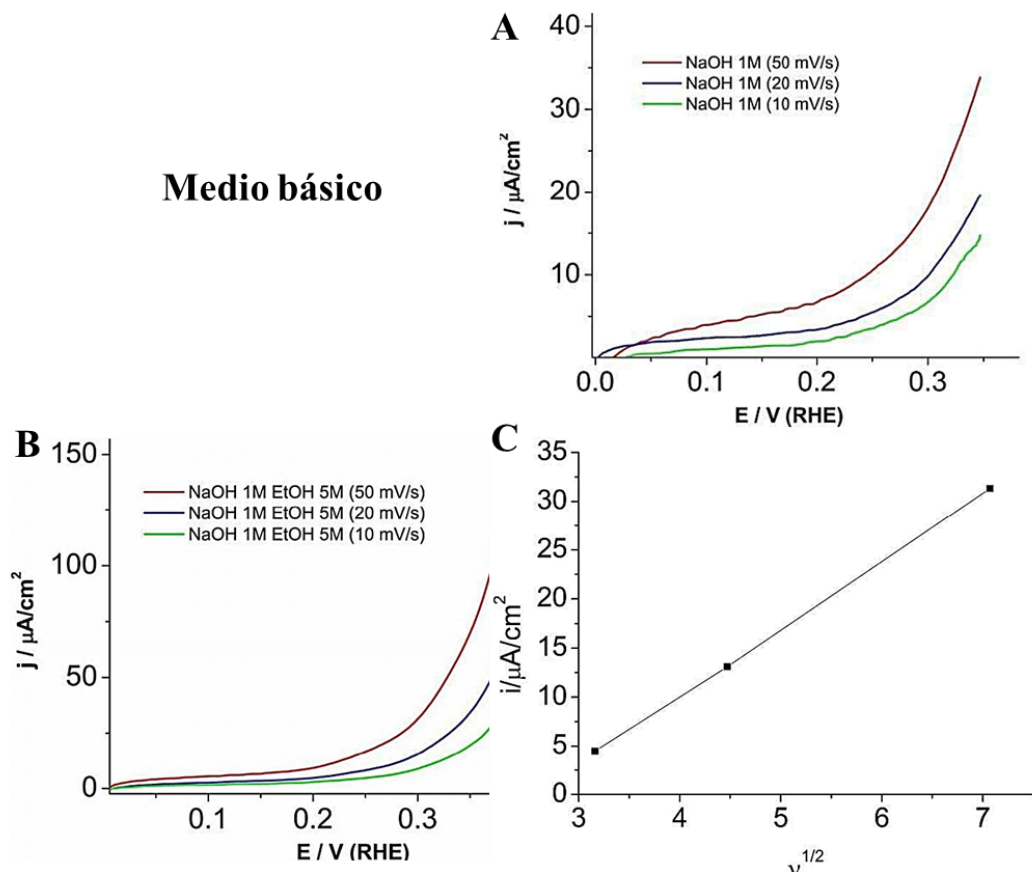 A
40
30
20
10
j / μA/cm²
NaOH 1M (50 mV/s)
NaOH 1M (20 mV/s)
NaOH 1M (10 mV/s)
0.0 0.1 0.2 0.3
E / V (RHE)
Medio básico
B
150
100
50
0
j / μA/cm²
NaOH 1M EtOH 5M (50 mV/s)
NaOH 1M EtOH 5M (20 mV/s)
NaOH 1M EtOH 5M (10 mV/s)
0.1 0.2 0.3
E / V (RHE)
C
35
30
25
20
15
10
5
0
i/μA/cm²
3 4 5 6 7
ν^1/2